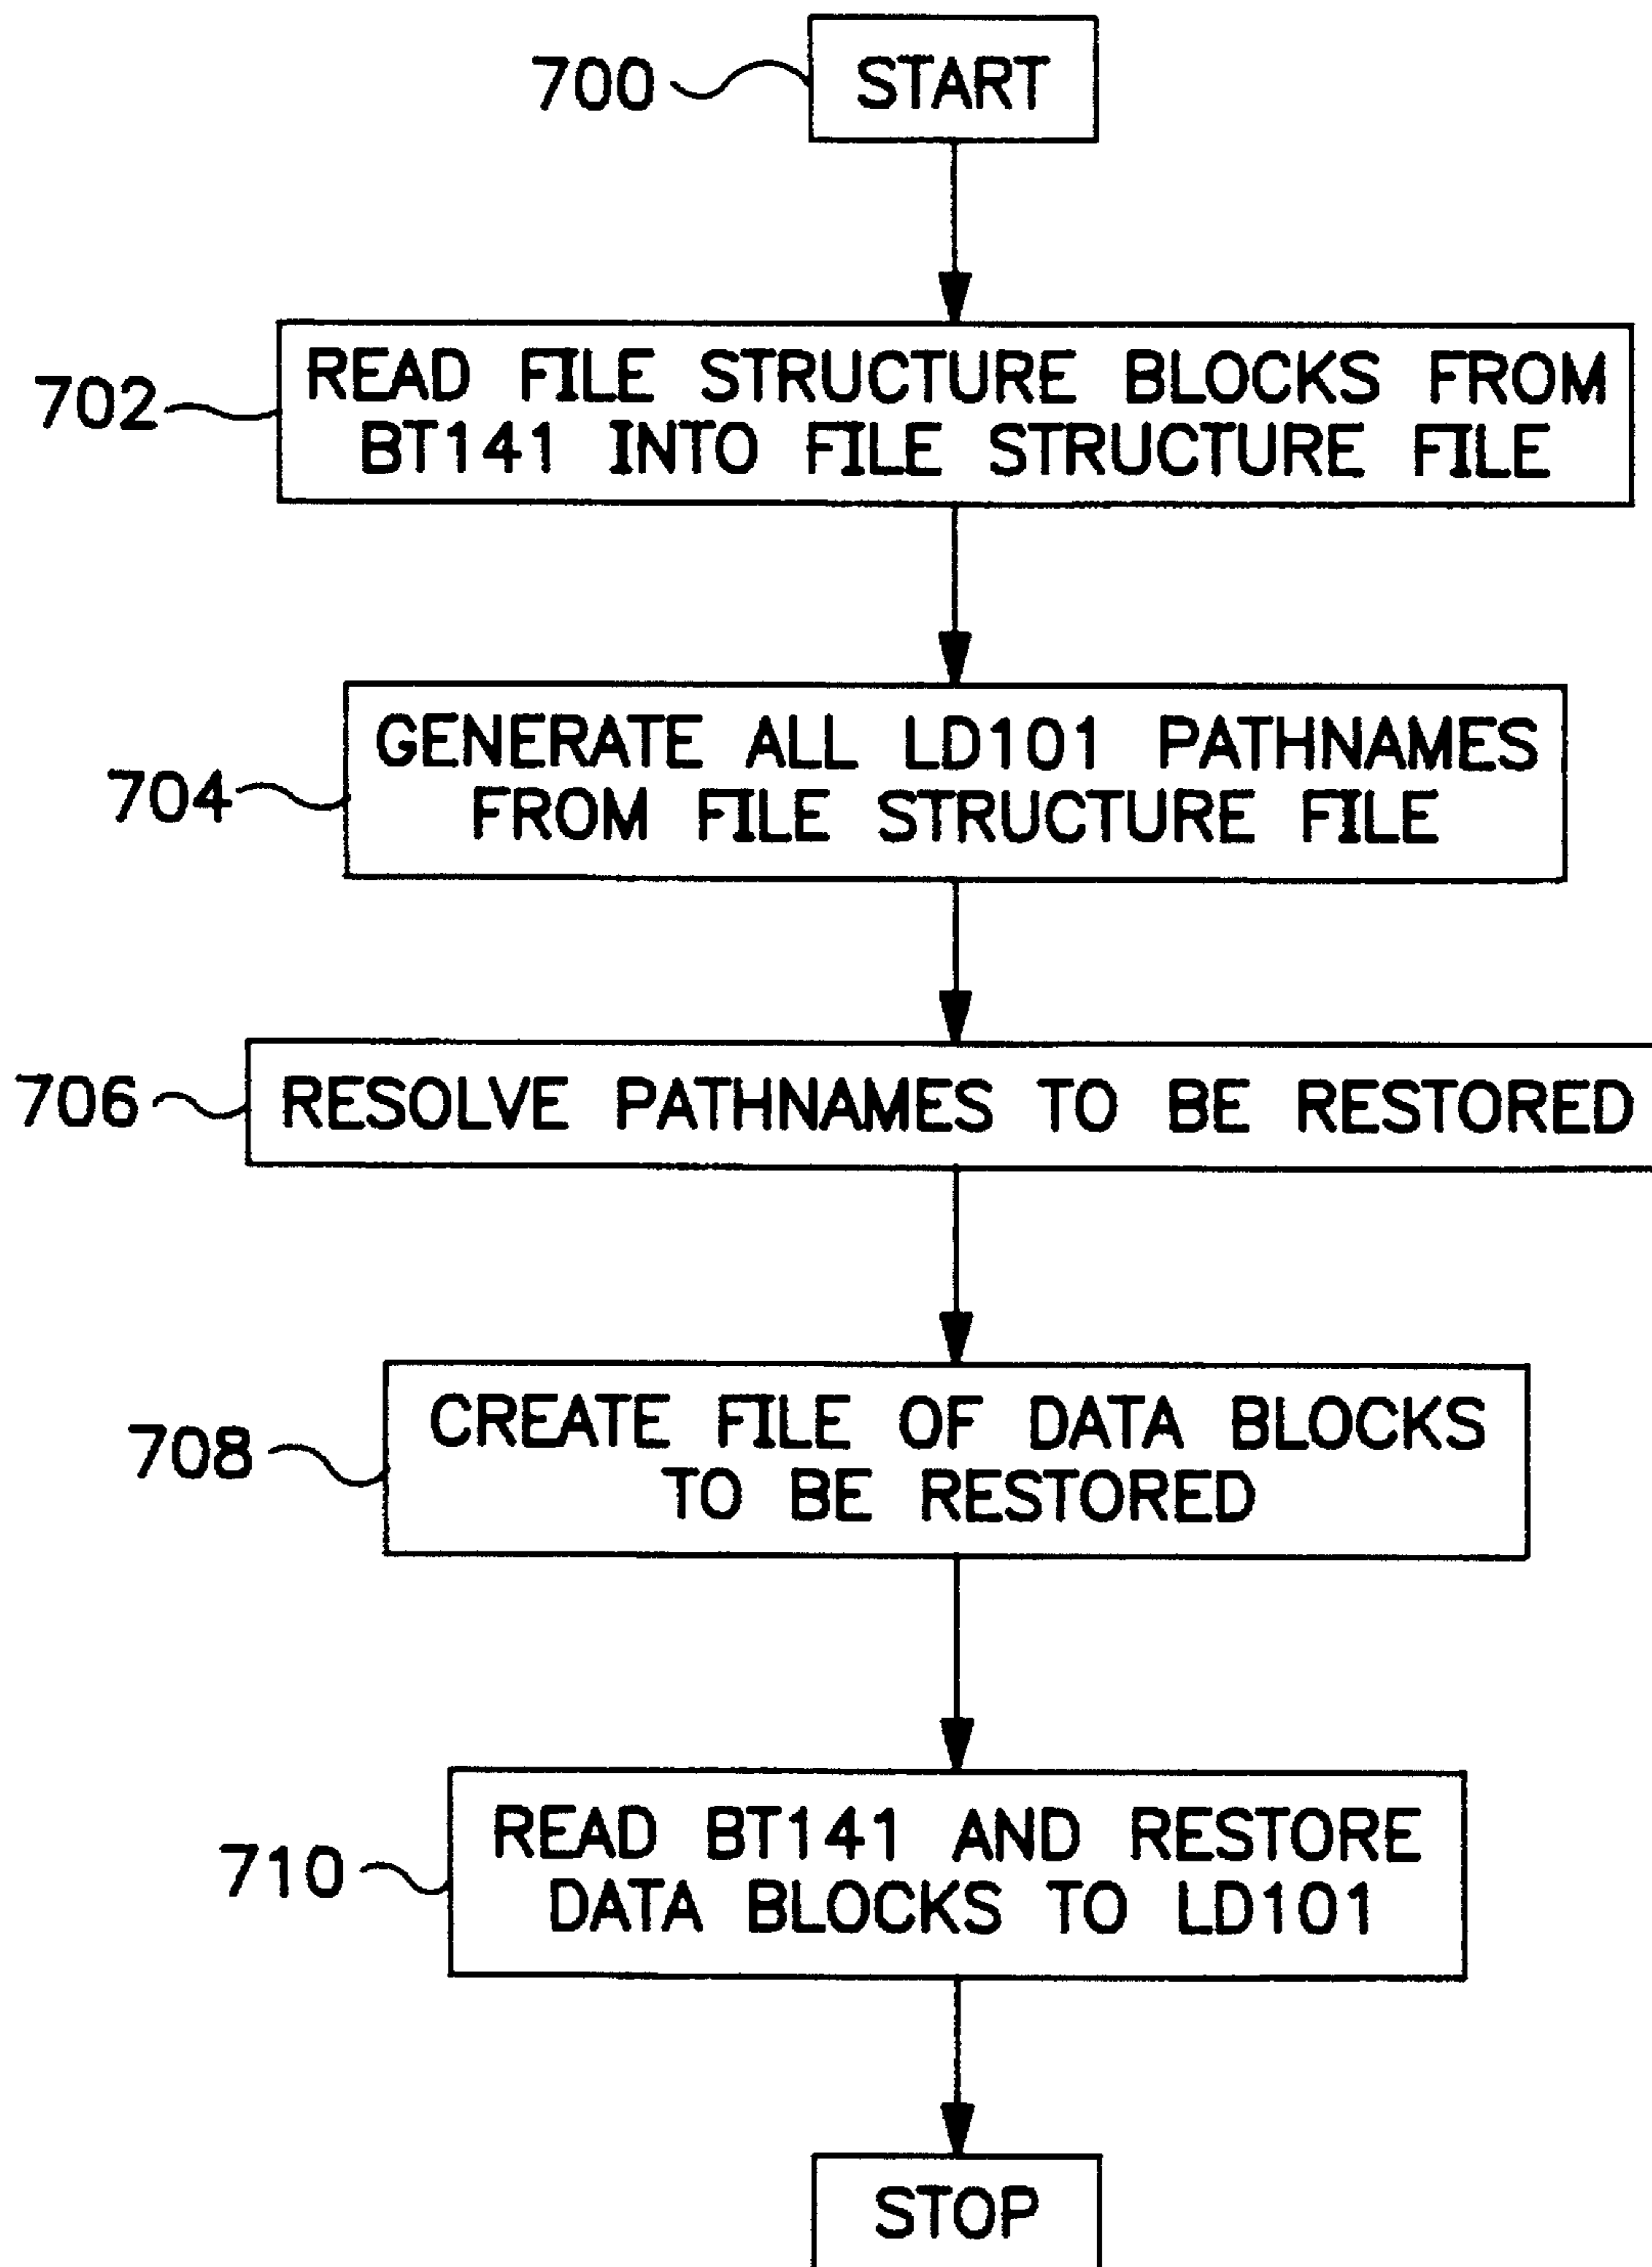 700 START
702 READ FILE STRUCTURE BLOCKS FROM
BT141 INTO FILE STRUCTURE FILE
704 GENERATE ALL LD101 PATHNAMES
FROM FILE STRUCTURE FILE
706 RESOLVE PATHNAMES TO BE RESTORED
708 CREATE FILE OF DATA BLOCKS
TO BE RESTORED
710 READ BT141 AND RESTORE
DATA BLOCKS TO LD101
STOP